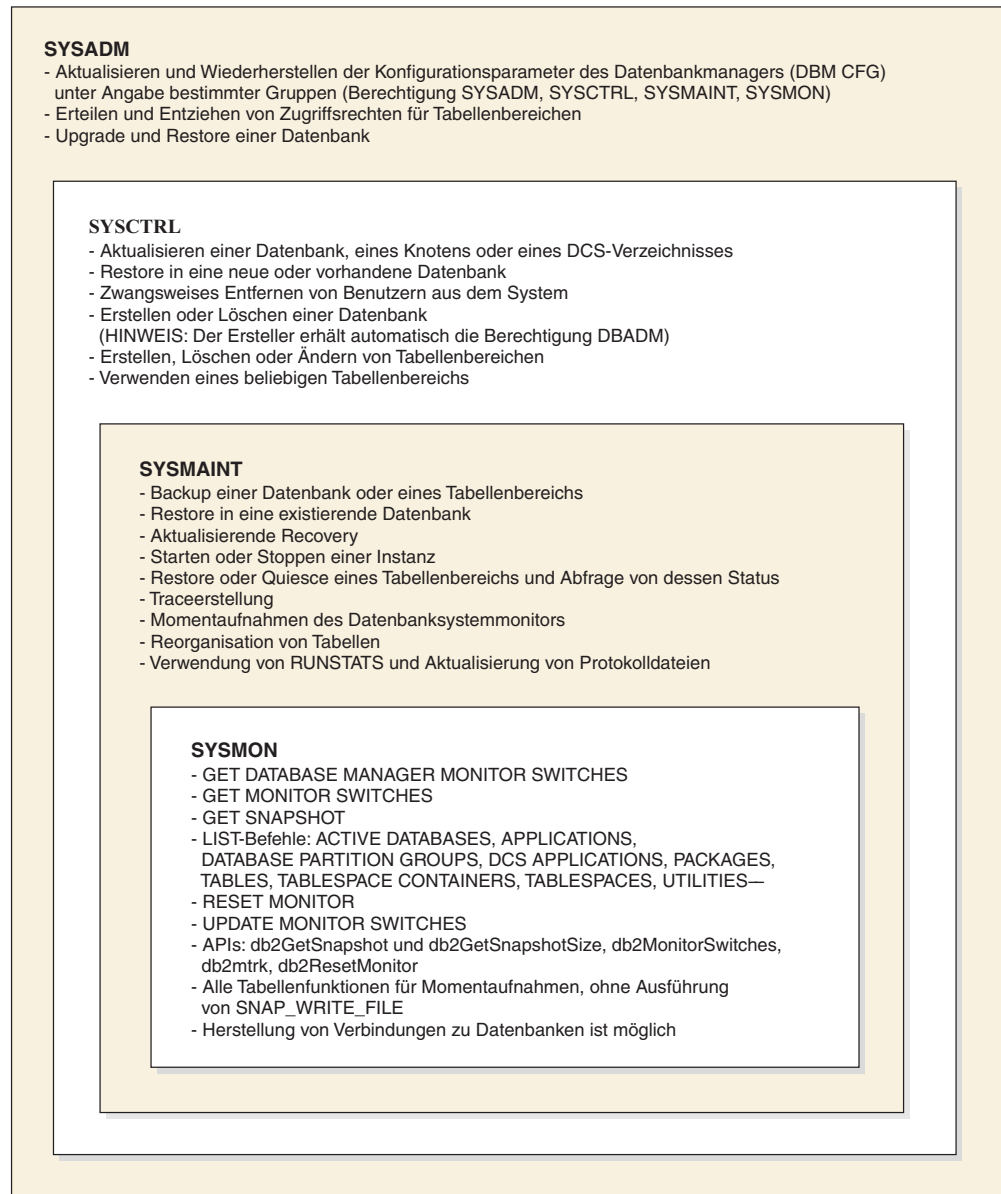 SYSADM
- Aktualisieren und Wiederherstellen der Konfigurationsparameter des Datenbankmanagers (DBM CFG)
unter Angabe bestimmter Gruppen (Berechtigung SYSADM, SYSCTRL, SYSMAINT, SYSMON)
- Erteilen und Entziehen von Zugriffsrechten für Tabellenbereichen
- Upgrade und Restore einer Datenbank
SYSCTRL
- Aktualisieren einer Datenbank, eines Knotens oder eines DCS-Verzeichnisses
- Restore in eine neue oder vorhandene Datenbank
- Zwangsweises Entfernen von Benutzern aus dem System
- Erstellen oder Löschen einer Datenbank
(HINWEIS: Der Ersteller erhält automatisch die Berechtigung DBADM)
- Erstellen, Löschen oder Ändern von Tabellenbereichen
- Verwenden eines beliebigen Tabellenbereichs
SYSMAINT
- Backup einer Datenbank oder eines Tabellenbereichs
- Restore in eine existierende Datenbank
- Aktualisierende Recovery
- Starten oder Stoppen einer Instanz
- Restore oder Quiesce eines Tabellenbereichs und Abfrage von dessen Status
- Traceerstellung
- Momentaufnahmen des Datenbanksystemmonitors
- Reorganisation von Tabellen
- Verwendung von RUNSTATS und Aktualisierung von Protokolldateien
SYSMON
- GET DATABASE MANAGER MONITOR SWITCHES
- GET MONITOR SWITCHES
- GET SNAPSHOT
- LIST-Befehle: ACTIVE DATABASES, APPLICATIONS,
DATABASE PARTITION GROUPS, DCS APPLICATIONS, PACKAGES,
TABLES, TABLESPACE CONTAINERS, TABLESPACES, UTILITIES—
- RESET MONITOR
- UPDATE MONITOR SWITCHES
- APIs: db2GetSnapshot und db2GetSnapshotSize, db2MonitorSwitches,
db2mtrk, db2ResetMonitor
- Alle Tabellenfunktionen für Momentaufnahmen, ohne Ausführung
von SNAP_WRITE_FILE
- Herstellung von Verbindungen zu Datenbanken ist möglich